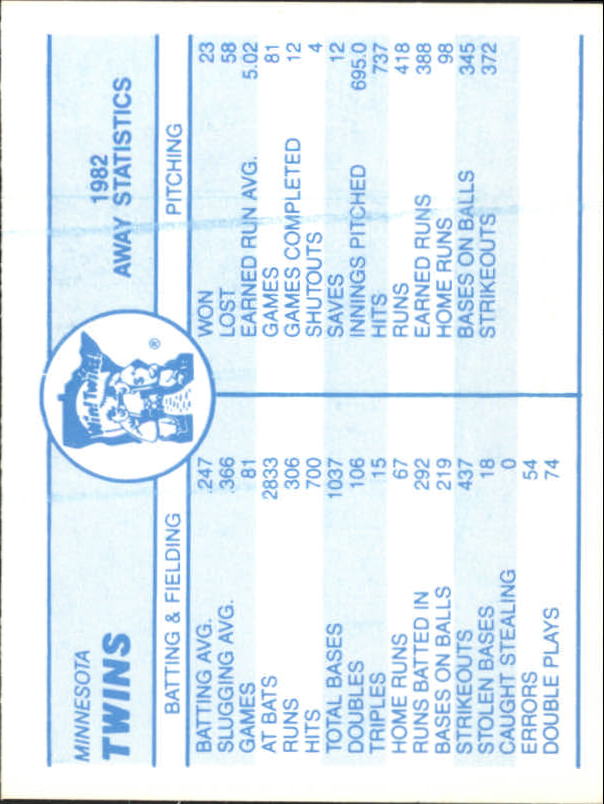 MINNESOTA
TWINS
1982
AWAY STATISTICS
Win! Twins!
®
BATTING & FIELDING
BATTING AVG. .247
SLUGGING AVG. .366
GAMES 81
AT BATS 2833
RUNS 306
HITS 700
TOTAL BASES 1037
DOUBLES 106
TRIPLES 15
HOME RUNS 67
RUNS BATTED IN 292
BASES ON BALLS 219
STRIKEOUTS 437
STOLEN BASES 18
CAUGHT STEALING 0
ERRORS 54
DOUBLE PLAYS 74
PITCHING
WON 23
LOST 58
EARNED RUN AVG. 5.02
GAMES 81
GAMES COMPLETED 12
SHUTOUTS 4
SAVES 12
INNINGS PITCHED 695.0
HITS 737
RUNS 418
EARNED RUNS 388
HOME RUNS 98
BASES ON BALLS 345
STRIKEOUTS 372